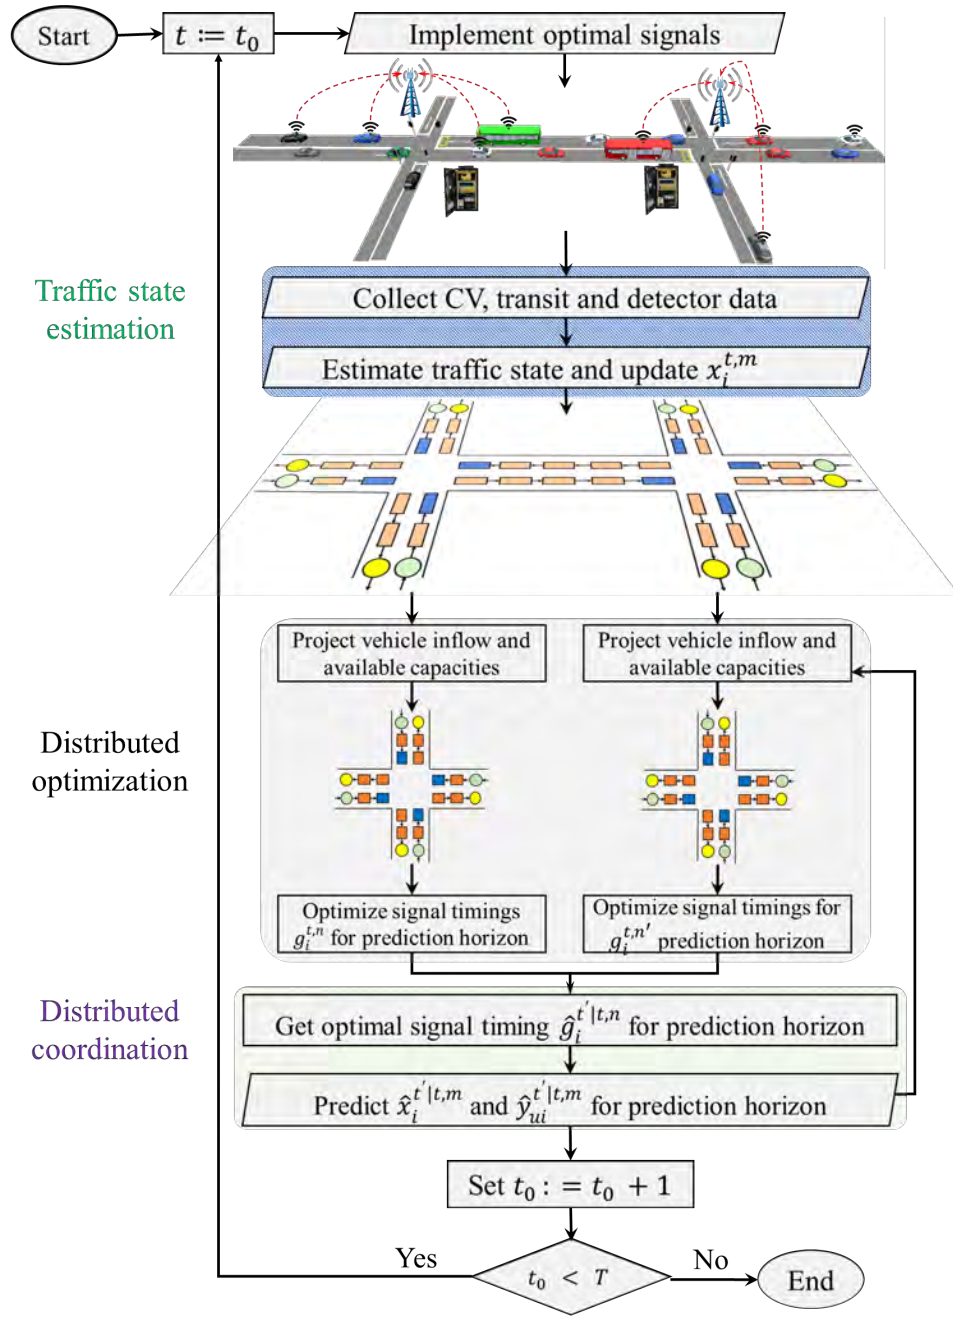 Start
t := t₀
Implement optimal signals
Traffic state
estimation
Collect CV, transit and detector data
Estimate traffic state and update x_i^{t,m}
Project vehicle inflow and
available capacities
Project vehicle inflow and
available capacities
Distributed
optimization
Optimize signal timings
g_i^{t,n} for prediction horizon
Optimize signal timings for
g_i^{t,n′} prediction horizon
Distributed
coordination
Get optimal signal timing ĝ_i^{t′|t,n} for prediction horizon
Predict x̂_i^{t′|t,m} and ŷ_{ui}^{t′|t,m} for prediction horizon
Set t₀ : = t₀ + 1
Yes
t₀ < T
No
End